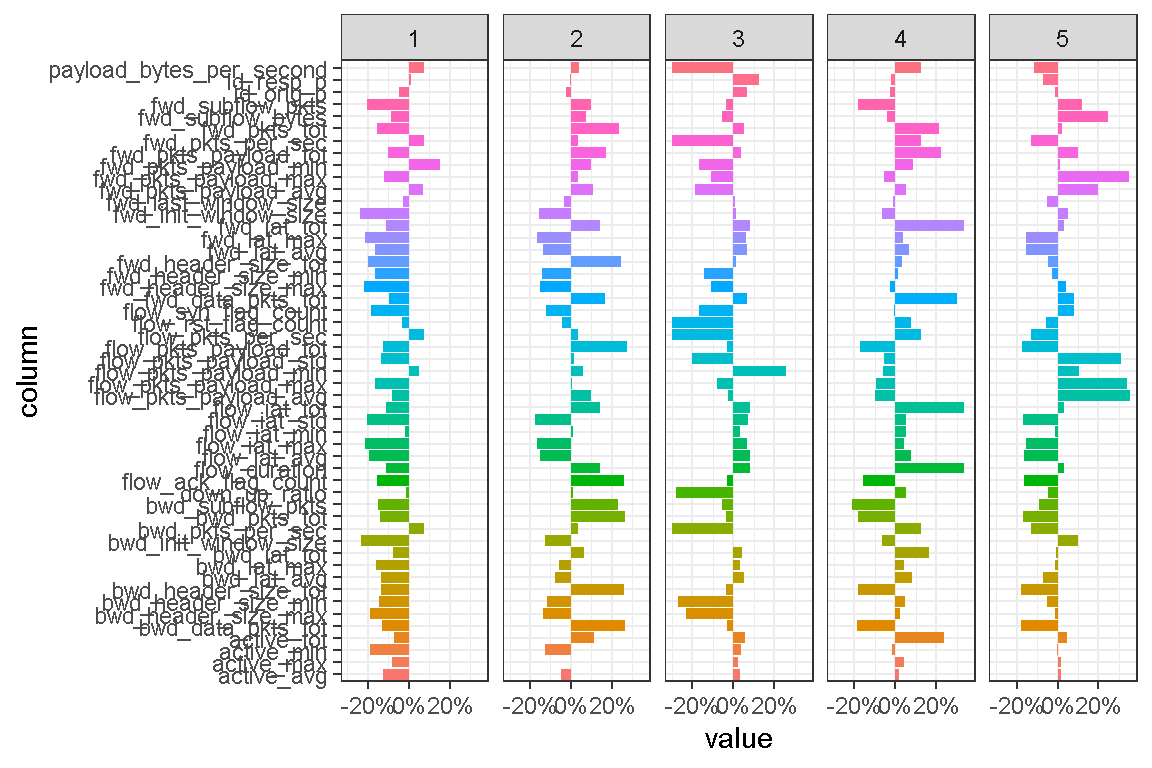 1 2 3 4 5
payload_bytes_per_second
id_resp_p
id_orig_p
fwd_subflow_pkts
fwd_subflow_bytes
fwd_pkts_tot
fwd_pkts_per_sec
fwd_pkts_payload_tot
fwd_pkts_payload_min
fwd_pkts_payload_max
fwd_pkts_payload_avg
fwd_last_window_size
fwd_init_window_size
fwd_iat_tot
fwd_iat_max
fwd_iat_avg
fwd_header_size_tot
fwd_header_size_min
fwd_header_size_max
fwd_data_pkts_tot
flow_syn_flag_count
flow_rst_flag_count
flow_pkts_per_sec
flow_pkts_payload_tot
flow_pkts_payload_std
flow_pkts_payload_min
flow_pkts_payload_max
flow_pkts_payload_avg
flow_iat_tot
flow_iat_std
flow_iat_min
flow_iat_max
flow_iat_avg
flow_duration
flow_ack_flag_count
down_up_ratio
bwd_subflow_pkts
bwd_pkts_tot
bwd_pkts_per_sec
bwd_init_window_size
bwd_iat_tot
bwd_iat_max
bwd_iat_avg
bwd_header_size_tot
bwd_header_size_min
bwd_header_size_max
bwd_data_pkts_tot
active_tot
active_min
active_max
active_avg
column
-20% 0% 20% -20% 0% 20% -20% 0% 20% -20% 0% 20% -20% 0% 20%
value